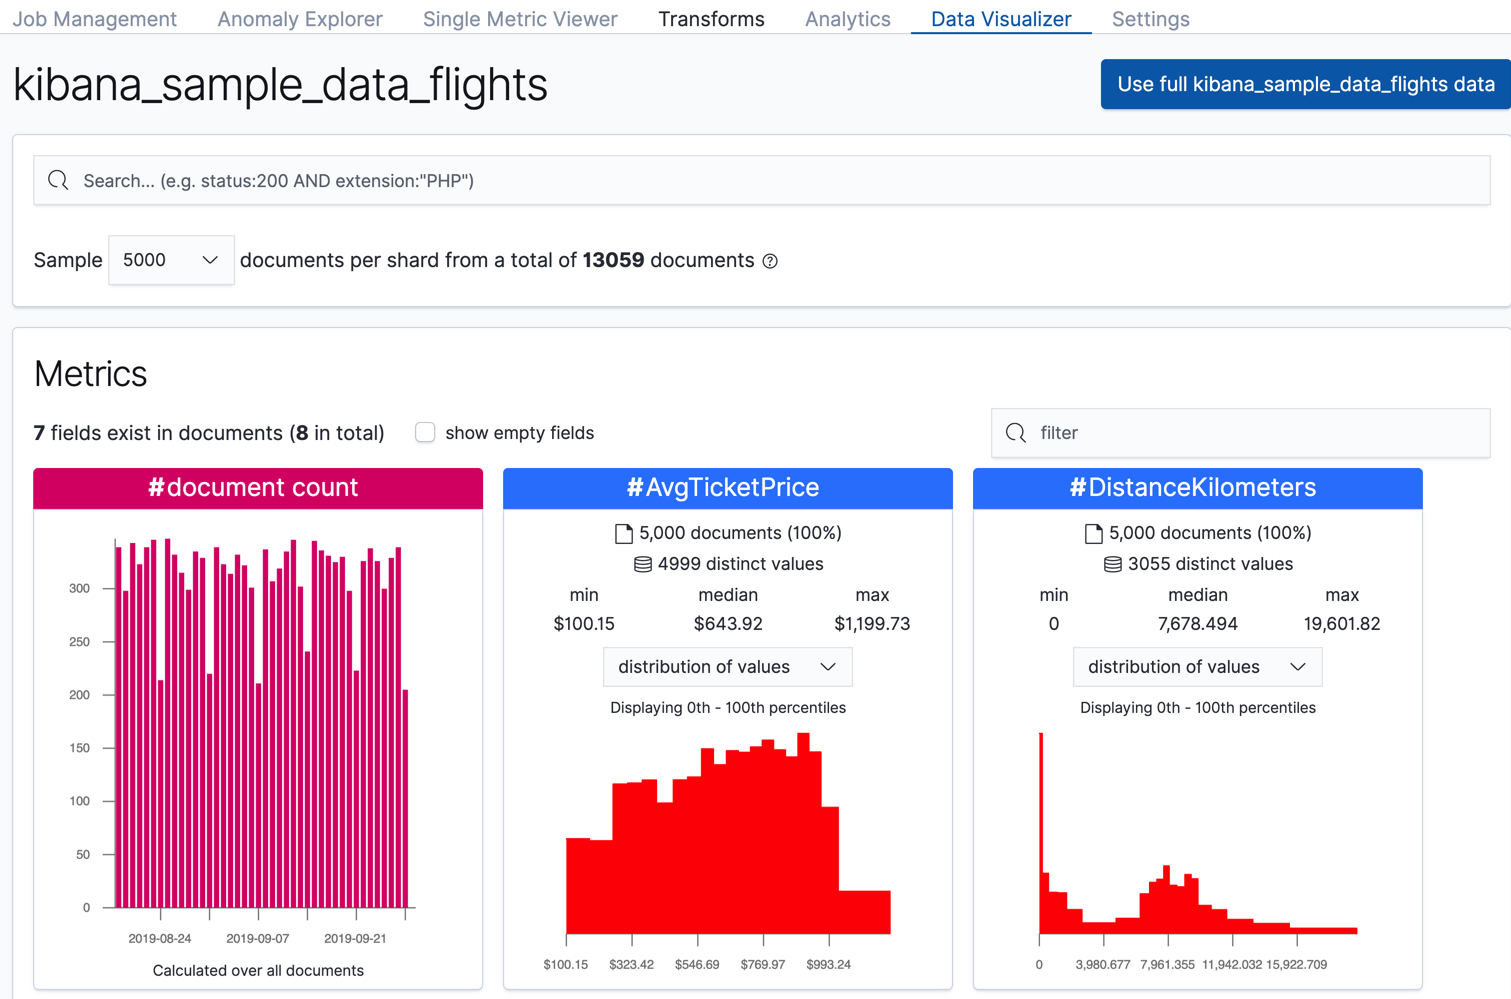 Job Management Anomaly Explorer Single Metric Viewer Transforms Analytics Data Visualizer Settings
kibana_sample_data_flights
Use full kibana_sample_data_flights data
Search... (e.g. status:200 AND extension:"PHP")
Sample 5000 documents per shard from a total of 13059 documents
Metrics
7 fields exist in documents (8 in total) show empty fields
filter
#document count
300
250
200
150
100
50
0
2019-08-24 2019-09-07 2019-09-21
Calculated over all documents
#AvgTicketPrice
5,000 documents (100%)
4999 distinct values
min median max
$100.15 $643.92 $1,199.73
distribution of values
Displaying 0th - 100th percentiles
$100.15 $323.42 $546.69 $769.97 $993.24
#DistanceKilometers
5,000 documents (100%)
3055 distinct values
min median max
0 7,678.494 19,601.82
distribution of values
Displaying 0th - 100th percentiles
0 3,980.677 7,961.355 11,942.032 15,922.709